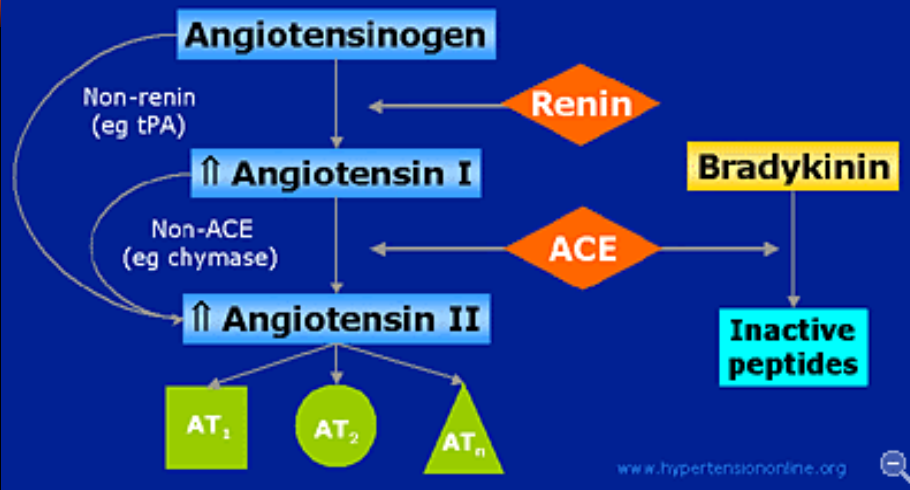 Angiotensinogen
Non-renin
(eg tPA)
Renin
⇑ Angiotensin I
Bradykinin
Non-ACE
(eg chymase)
ACE
⇑ Angiotensin II
Inactive
peptides
AT₁
AT₂
ATₙ
www.hypertensiononline.org